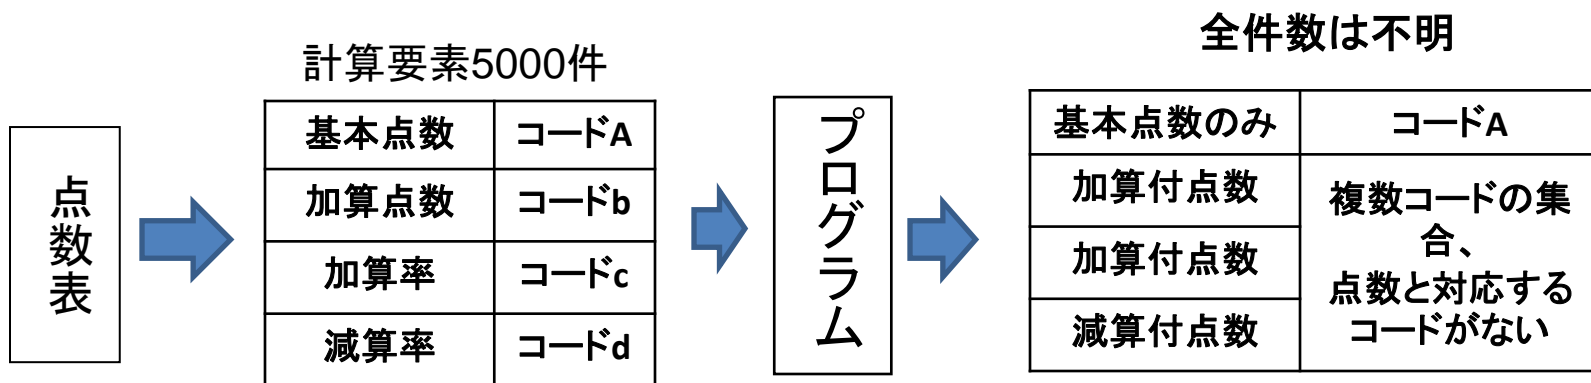 全件数は不明
計算要素5000件
点数表
基本点数 コードA
加算点数 コードb
加算率 コードc
減算率 コードd
プログラム
基本点数のみ コードA
加算付点数
加算付点数
減算付点数
複数コードの集
合、
点数と対応する
コードがない